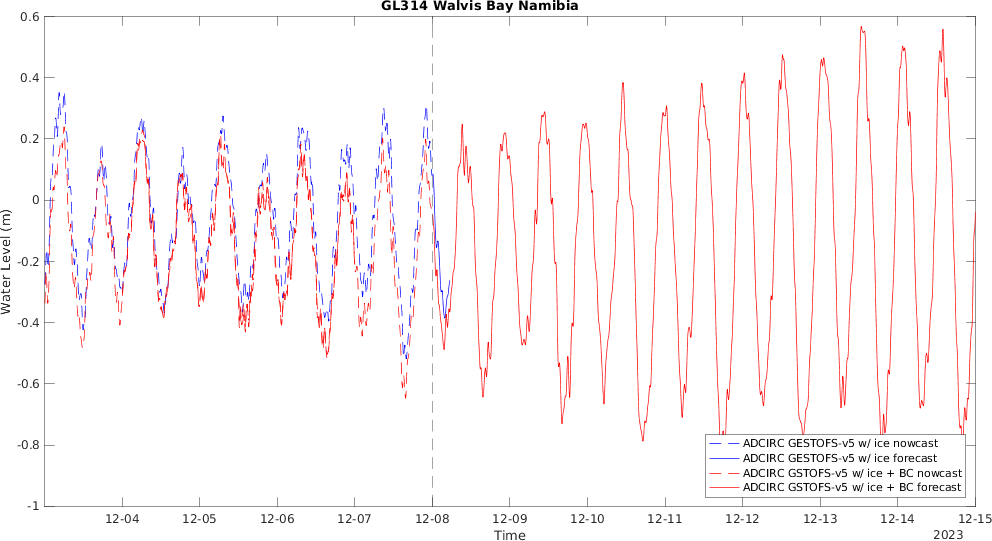 GL314 Walvis Bay Namibia
0.6
0.4
0.2
0
-0.2
-0.4
-0.6
-0.8
-1
Water Level (m)
ADCIRC GESTOFS-v5 w/ ice nowcast
ADCIRC GESTOFS-v5 w/ ice forecast
ADCIRC GSTOFS-v5 w/ ice + BC nowcast
ADCIRC GSTOFS-v5 w/ ice + BC forecast
12-04 12-05 12-06 12-07 12-08 12-09 12-10 12-11 12-12 12-13 12-14 12-15
Time
2023